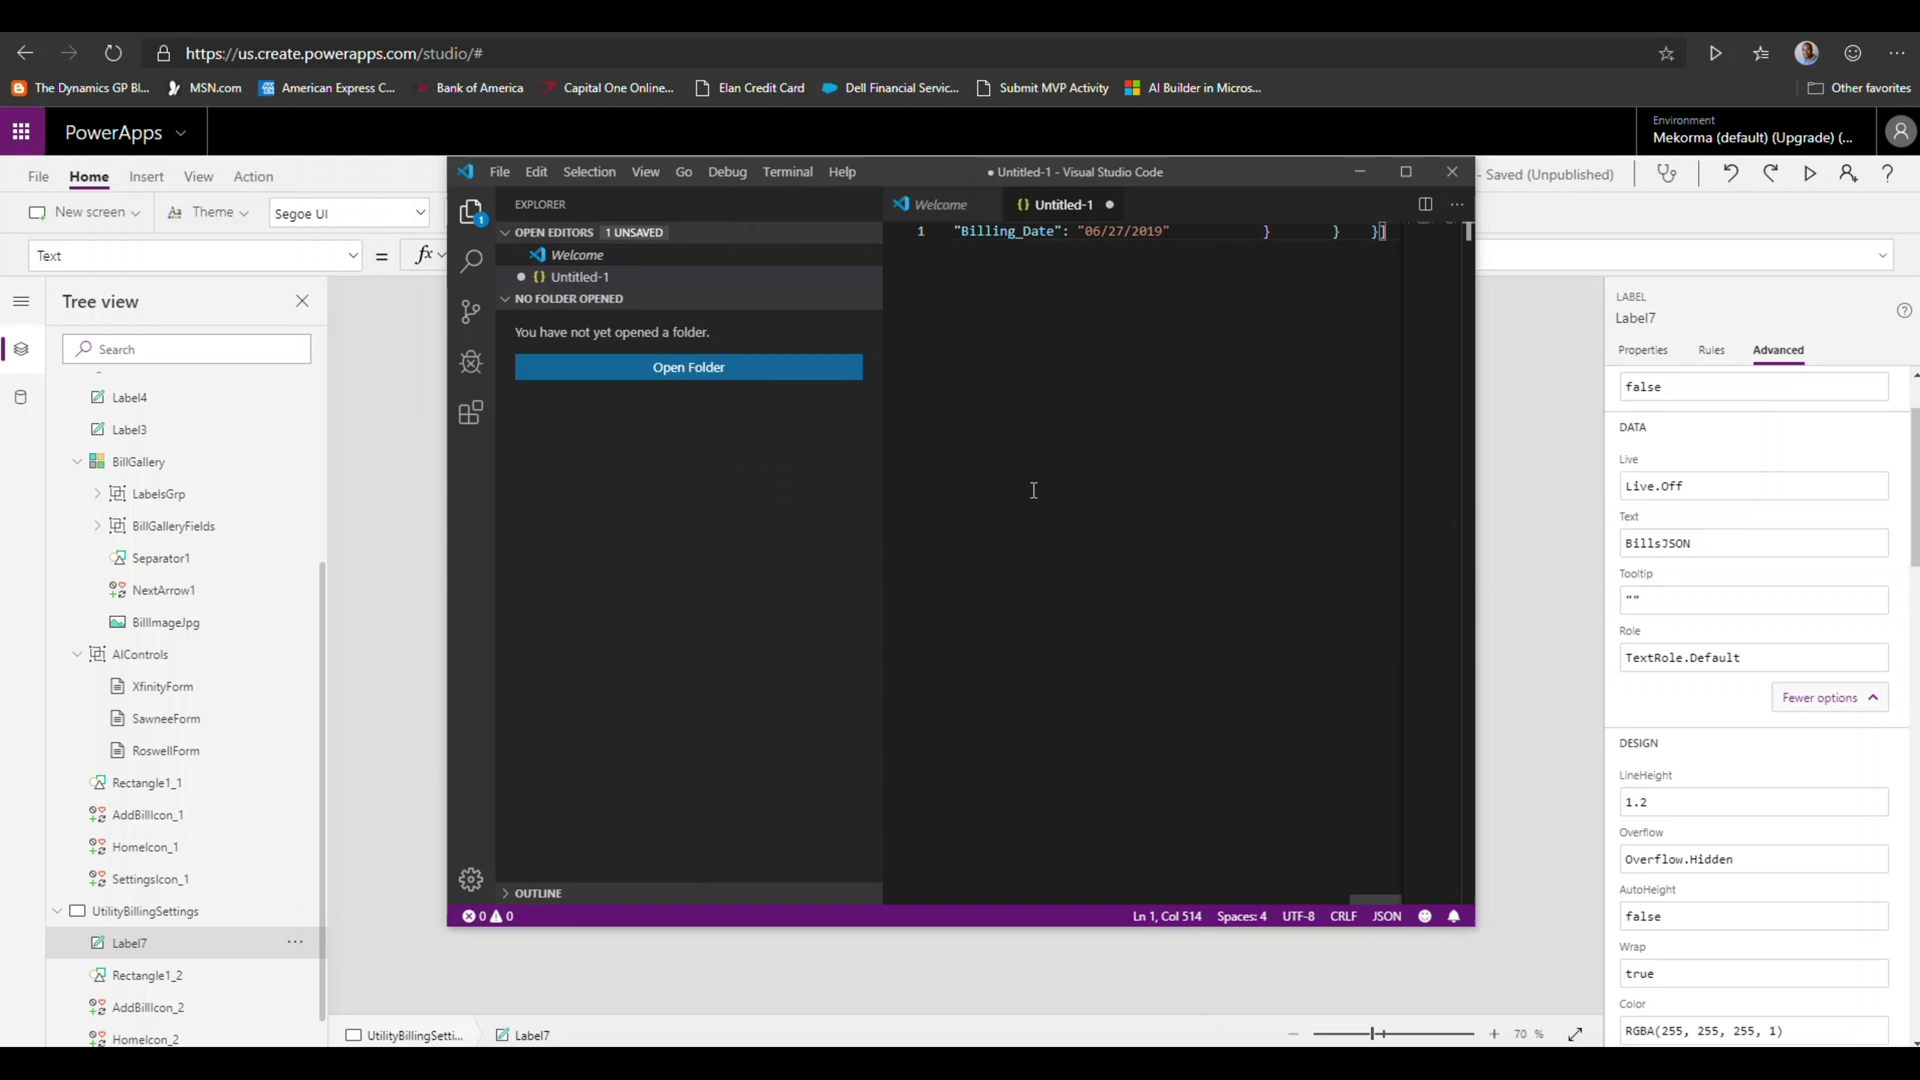 https://us.create.powerapps.com/studio/#
The Dynamics GP Bl...
MSN.com
American Express C...
Bank of America
Capital One Online...
Elan Credit Card
Dell Financial Servic...
Submit MVP Activity
AI Builder in Micros...
Other favorites
PowerApps
Environment
Mekorma (default) (Upgrade) (...
File Home Insert View Action
- Saved (Unpublished)
New screen
Theme
Segoe UI
Text
= fx
Tree view
Search
Label4
Label3
BillGallery
LabelsGrp
BillGalleryFields
Separator1
NextArrow1
BillImageJpg
AIControls
XfinityForm
SawneeForm
RoswellForm
Rectangle1_1
AddBillIcon_1
HomeIcon_1
SettingsIcon_1
UtilityBillingSettings
Label7 ...
Rectangle1_2
AddBillIcon_2
HomeIcon_2
File Edit Selection View Go Debug Terminal Help
● Untitled-1 - Visual Studio Code
EXPLORER
OPEN EDITORS 1 UNSAVED
Welcome
{} Untitled-1
NO FOLDER OPENED
You have not yet opened a folder.
Open Folder
OUTLINE
1
Welcome
{} Untitled-1 ●
1 "Billing_Date": "06/27/2019" } } }]
0 0
Ln 1, Col 514 Spaces: 4 UTF-8 CRLF JSON
UtilityBillingSetti...
Label7
70 %
LABEL
Label7
Properties Rules Advanced
false
DATA
Live
Live.Off
Text
BillsJSON
Tooltip
""
Role
TextRole.Default
Fewer options
DESIGN
LineHeight
1.2
Overflow
Overflow.Hidden
AutoHeight
false
Wrap
true
Color
RGBA(255, 255, 255, 1)